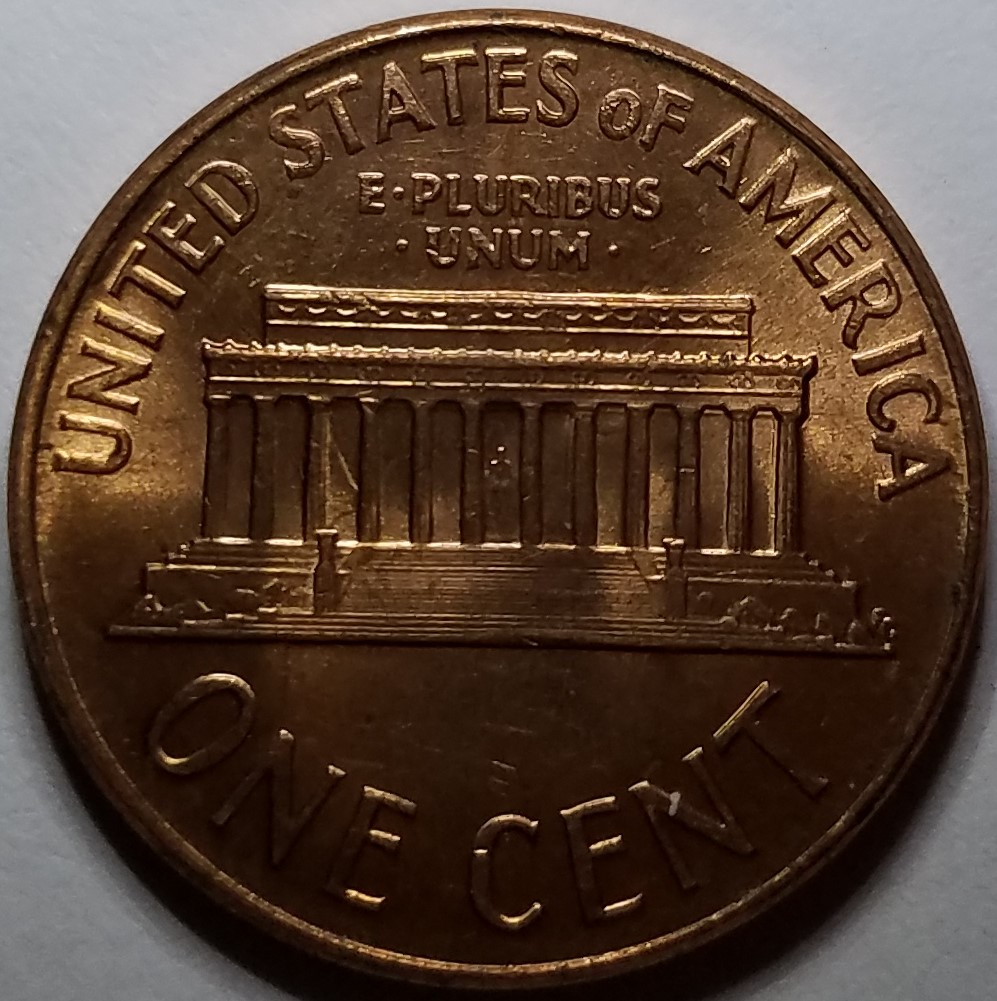 UNITED STATES OF AMERICA
E·PLURIBUS
·UNUM·
ONE CENT